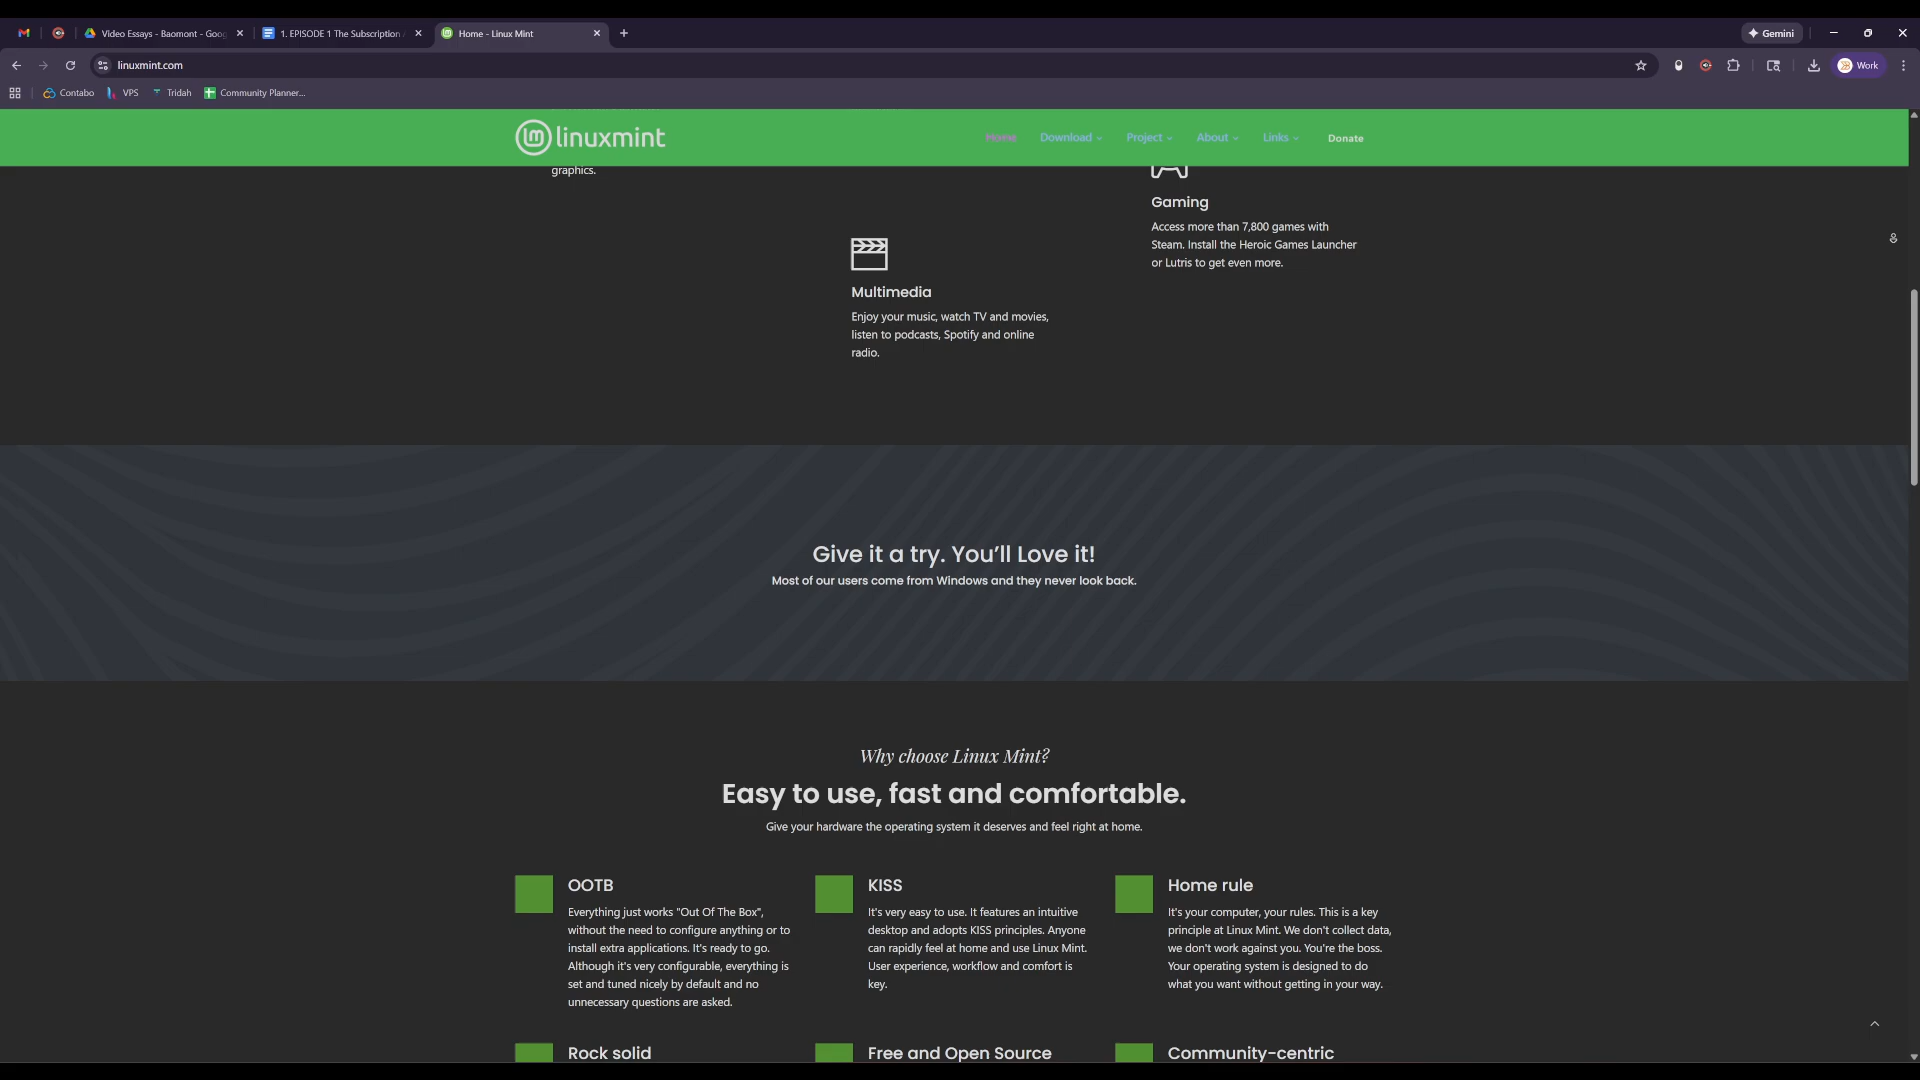 Video Essays - Baomont - Goog
1. EPISODE 1 The Subscription
Home - Linux Mint
Gemini
linuxmint.com
Work
Contabo
VPS
Tridah
Community Planner...
linuxmint
Home
Download
Project
About
Links
Donate
graphics.
Gaming
Access more than 7,800 games with
Steam. Install the Heroic Games Launcher
or Lutris to get even more.
Multimedia
Enjoy your music, watch TV and movies,
listen to podcasts, Spotify and online
radio.
Give it a try. You’ll Love it!
Most of our users come from Windows and they never look back.
Why choose Linux Mint?
Easy to use, fast and comfortable.
Give your hardware the operating system it deserves and feel right at home.
OOTB
Everything just works "Out Of The Box",
without the need to configure anything or to
install extra applications. It's ready to go.
Although it's very configurable, everything is
set and tuned nicely by default and no
unnecessary questions are asked.
KISS
It's very easy to use. It features an intuitive
desktop and adopts KISS principles. Anyone
can rapidly feel at home and use Linux Mint.
User experience, workflow and comfort is
key.
Home rule
It's your computer, your rules. This is a key
principle at Linux Mint. We don't collect data,
we don't work against you. You're the boss.
Your operating system is designed to do
what you want without getting in your way.
Rock solid
Free and Open Source
Community-centric